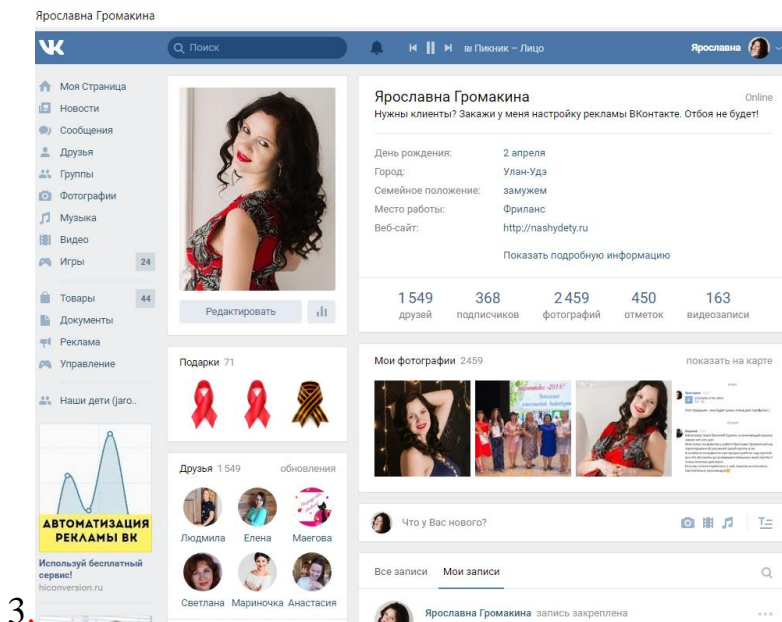 Ярославна Громакина
Поиск
Пикник – Лицо
Ярославна
Моя Страница
Новости
Сообщения
Друзья
Группы
Фотографии
Музыка
Видео
Игры 24
Товары 44
Документы
Реклама
Управление
Наши дети (jaro..
АВТОМАТИЗАЦИЯ
РЕКЛАМЫ ВК
Используй бесплатный
сервис!
hiconversion.ru
Редактировать
Подарки 71
Друзья 1 549 обновления
Людмила Елена Маегова
Светлана Мариночка Анастасия
Ярославна Громакина Online
Нужны клиенты? Закажи у меня настройку рекламы ВКонтакте. Отбоя не будет!
День рождения: 2 апреля
Город: Улан-Удэ
Семейное положение: замужем
Место работы: Фриланс
Веб-сайт: http://nashydety.ru
Показать подробную информацию
1 549 368 2 459 450 163
друзей подписчиков фотографий отметок видеозаписи
Мои фотографии 2459 показать на карте
Что у Вас нового?
Все записи Мои записи
Ярославна Громакина запись закреплена
3.